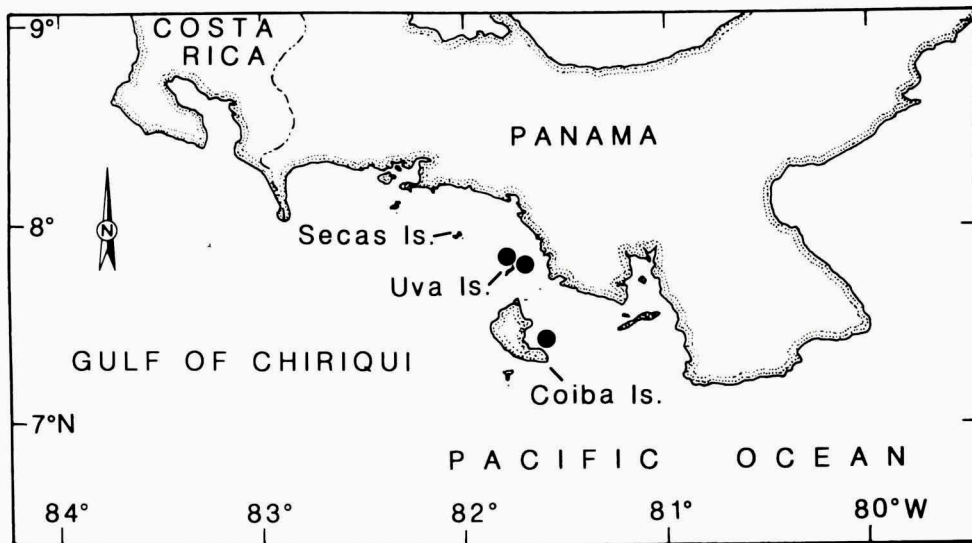 9°
COSTA
RICA
PANAMA
8°
N
Secas Is.
Uva Is.
GULF OF CHIRIQUI
Coiba Is.
7°N
PACIFIC OCEAN
84° 83° 82° 81° 80°W